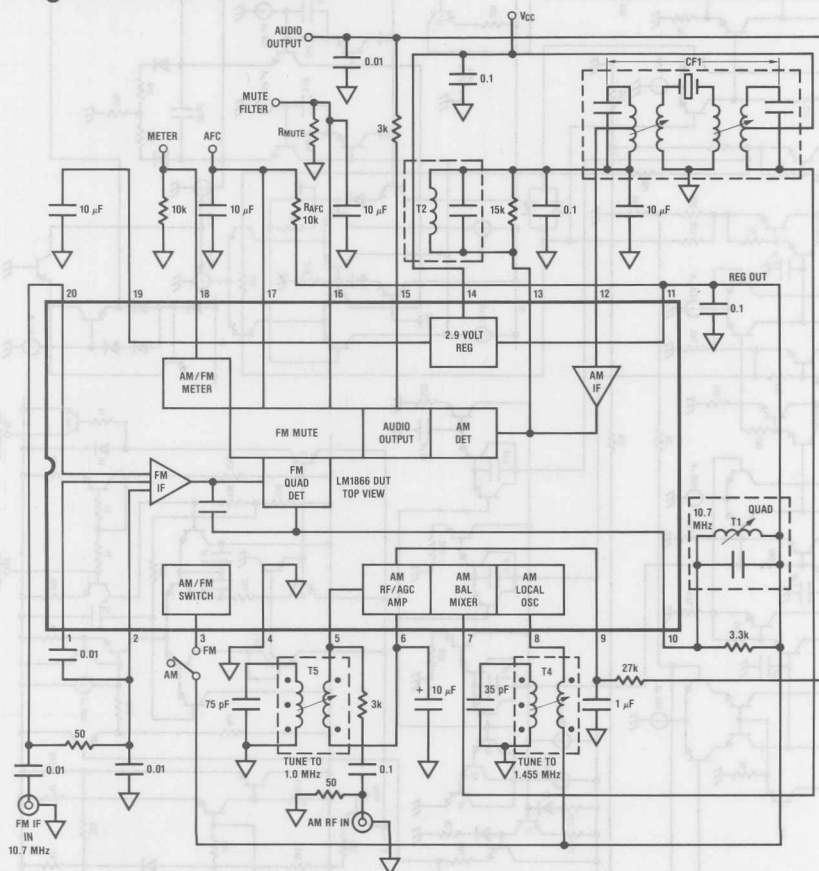 VCC
AUDIO OUTPUT
0.01
0.1
CF1
MUTE FILTER
METER
AFC
RMUTE
3k
10 µF
10k
10 µF
RAFC 10k
10 µF
T2
15k
0.1
10 µF
REG OUT
20
19
18
17
16
15
14
13
12
11
0.1
2.9 VOLT REG
AM/FM METER
AM IF
FM MUTE
AUDIO OUTPUT
AM DET
FM IF
FM QUAD DET
LM1866 DUT TOP VIEW
10.7 MHz
QUAD
T1
AM/FM SWITCH
AM RF/AGC AMP
AM BAL MIXER
AM LOCAL OSC
1
2
3
4
5
6
7
8
9
10
0.01
FM
AM
3.3k
T5
T4
27k
75 pF
3k
10 µF
+
35 pF
1 µF
50
TUNE TO 1.0 MHz
TUNE TO 1.455 MHz
0.01
0.01
0.1
50
FM IF IN 10.7 MHz
AM RF IN